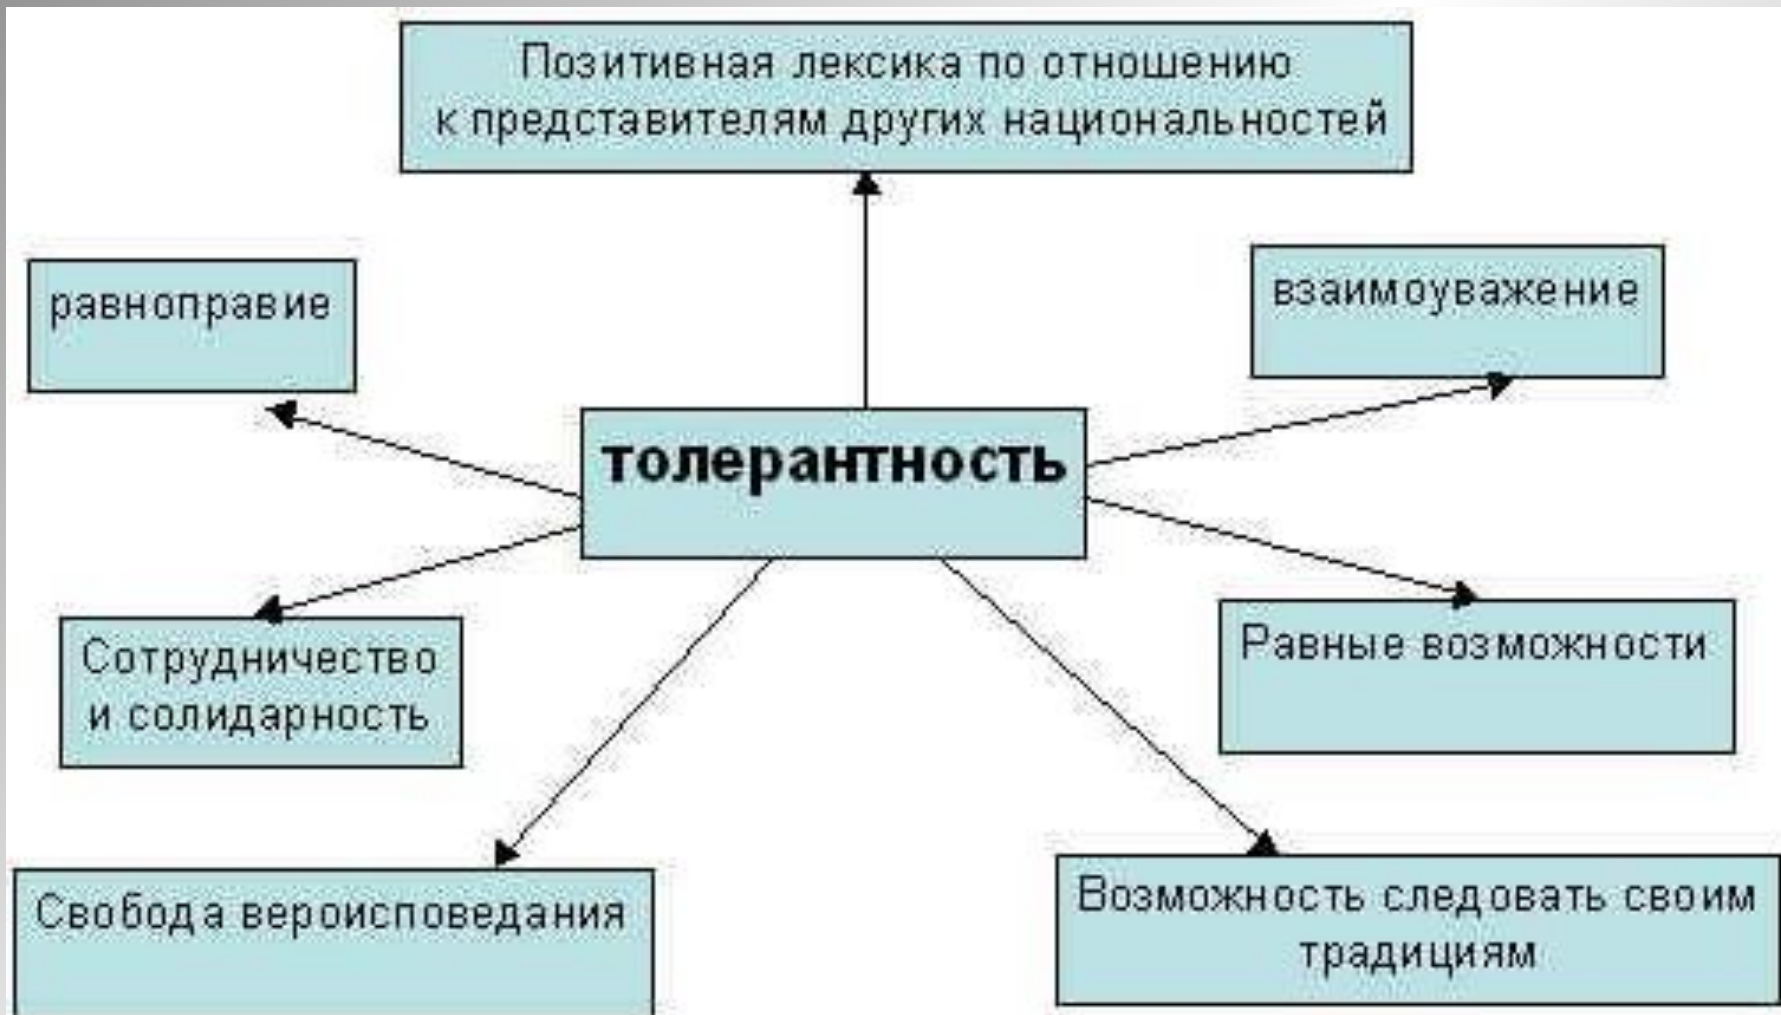 Позитивная лексика по отношению
к представителям других национальностей
равноправие
взаимоуважение
толерантность
Сотрудничество
и солидарность
Равные возможности
Свобода вероисповедания
Возможность следовать своим
традициям